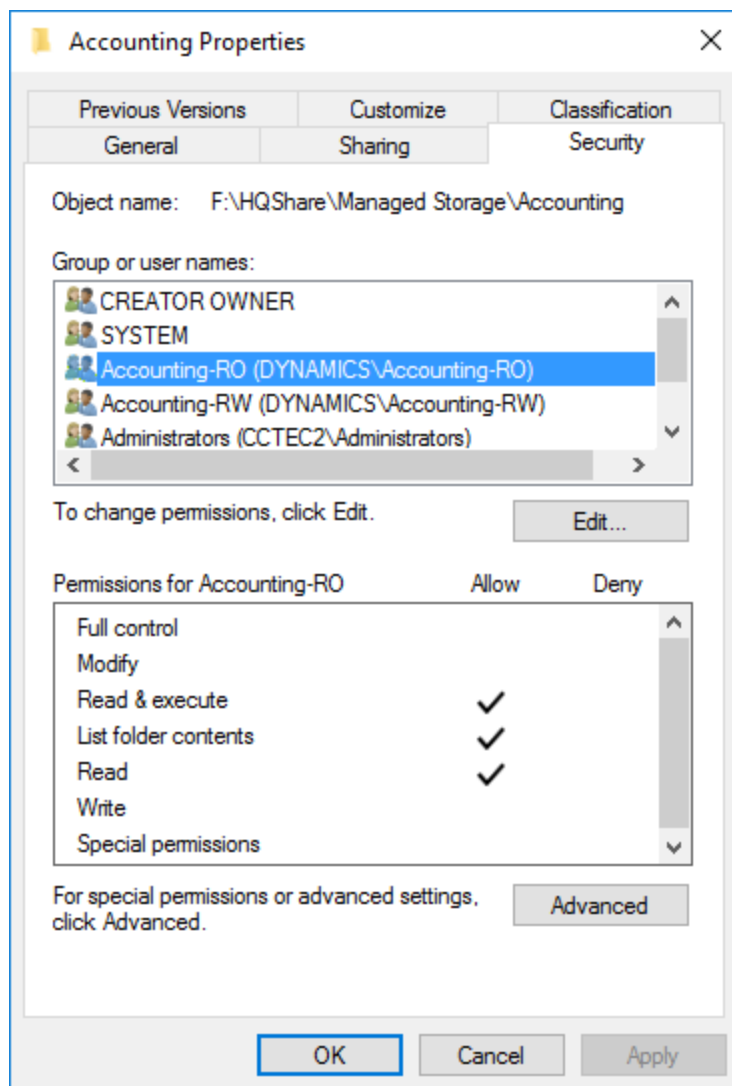 Accounting Properties
Previous Versions Customize Classification
General Sharing Security
Object name: F:\HQShare\Managed Storage\Accounting
Group or user names:
CREATOR OWNER
SYSTEM
Accounting-RO (DYNAMICS\Accounting-RO)
Accounting-RW (DYNAMICS\Accounting-RW)
Administrators (CCTEC2\Administrators)
To change permissions, click Edit. Edit...
Permissions for Accounting-RO Allow Deny
Full control
Modify
Read & execute
List folder contents
Read
Write
Special permissions
For special permissions or advanced settings,
click Advanced. Advanced
OK Cancel Apply